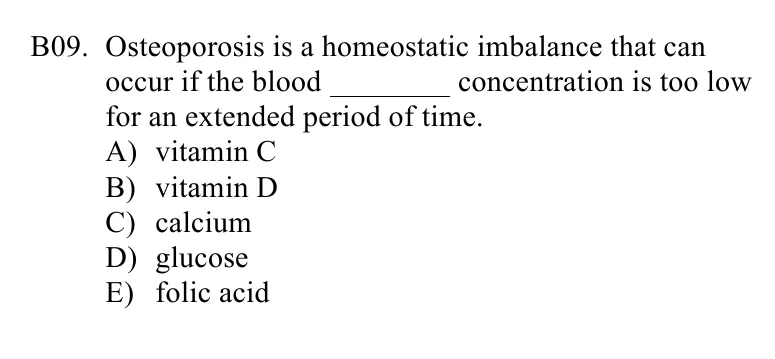 B09. Osteoporosis is a homeostatic imbalance that can
occur if the blood ________ concentration is too low
for an extended period of time.
A) vitamin C
B) vitamin D
C) calcium
D) glucose
E) folic acid